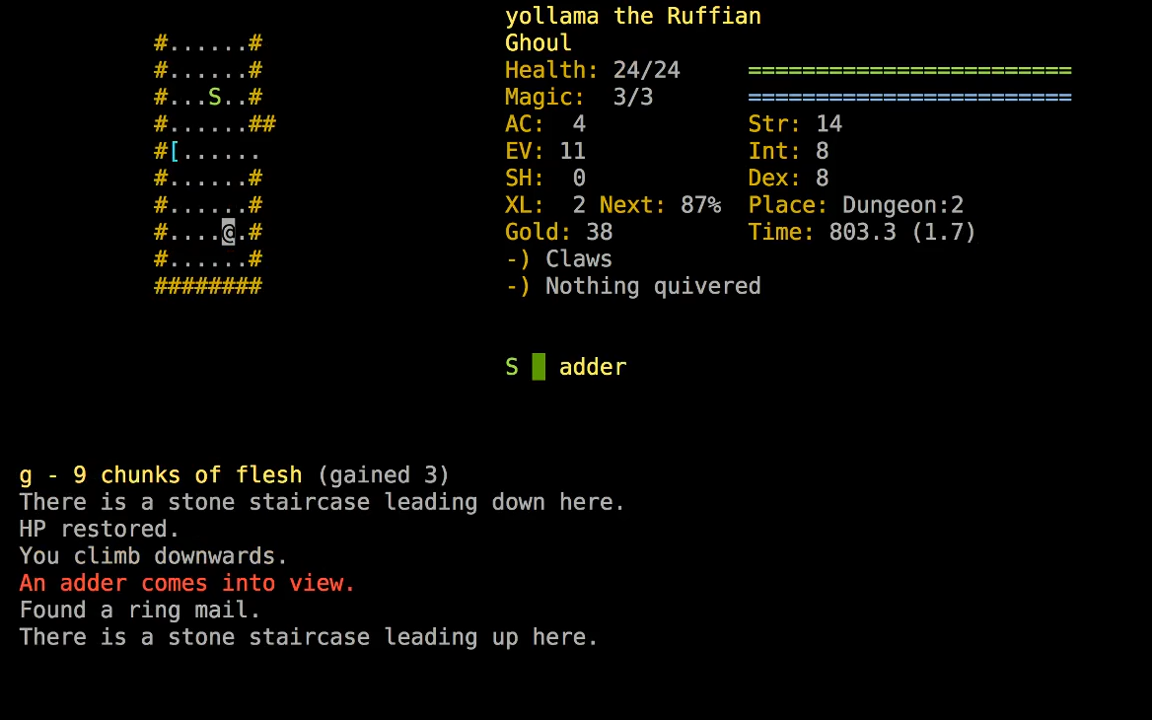 yollama the Ruffian
#......# Ghoul
#......# Health: 24/24 ========================
#...S..# Magic: 3/3 ========================
#......## AC: 4 Str: 14
#[...... EV: 11 Int: 8
#......# SH: 0 Dex: 8
#......# XL: 2 Next: 87% Place: Dungeon:2
#....@.# Gold: 38 Time: 803.3 (1.7)
#......# -) Claws
######## -) Nothing quivered
S adder
g - 9 chunks of flesh (gained 3)
There is a stone staircase leading down here.
HP restored.
You climb downwards.
An adder comes into view.
Found a ring mail.
There is a stone staircase leading up here.